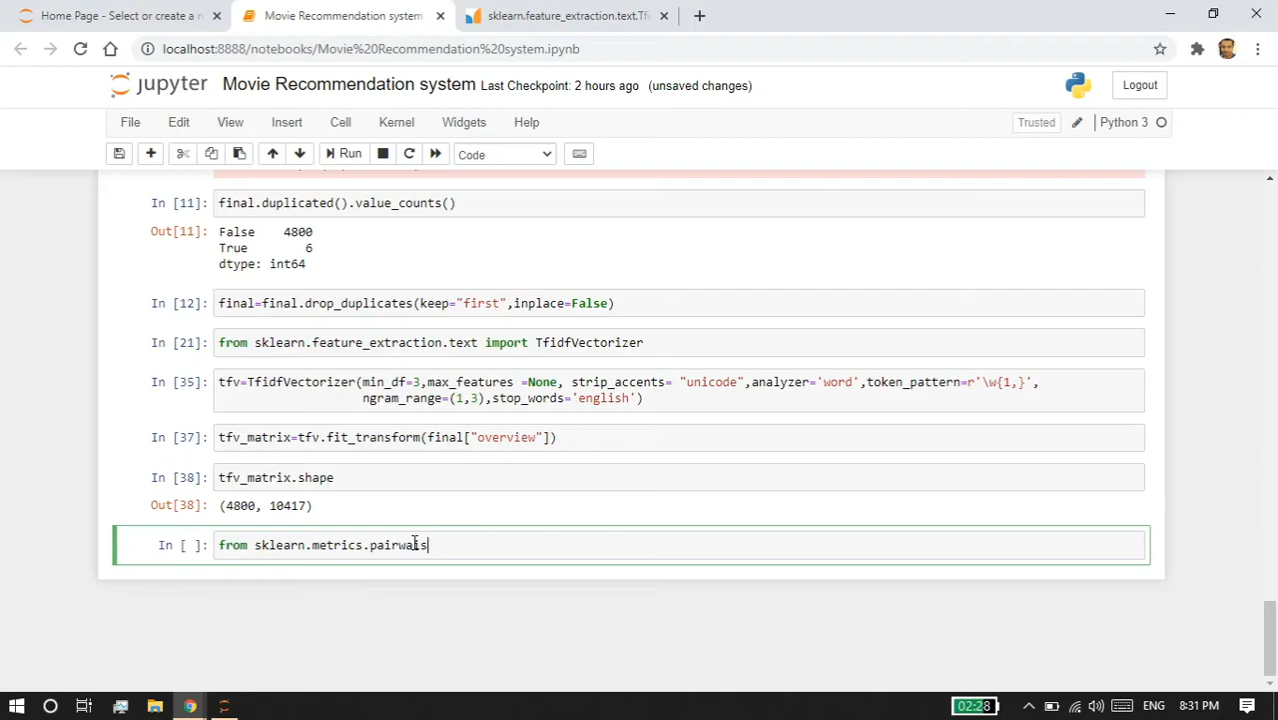 Home Page - Select or create a n
Movie Recommendation system
sklearn.feature_extraction.text.Tf
localhost:8888/notebooks/Movie%20Recommendation%20system.ipynb
jupyter Movie Recommendation system Last Checkpoint: 2 hours ago (unsaved changes)
Logout
File Edit View Insert Cell Kernel Widgets Help
Trusted
Python 3
Run
Code
In [11]: final.duplicated().value_counts()
Out[11]: False 4800
True 6
dtype: int64
In [12]: final=final.drop_duplicates(keep="first",inplace=False)
In [21]: from sklearn.feature_extraction.text import TfidfVectorizer
In [35]: tfv=TfidfVectorizer(min_df=3,max_features =None, strip_accents= "unicode",analyzer='word',token_pattern=r'\w{1,}',
ngram_range=(1,3),stop_words='english')
In [37]: tfv_matrix=tfv.fit_transform(final["overview"])
In [38]: tfv_matrix.shape
Out[38]: (4800, 10417)
In [ ]: from sklearn.metrics.pairwais
02:28
ENG
8:31 PM